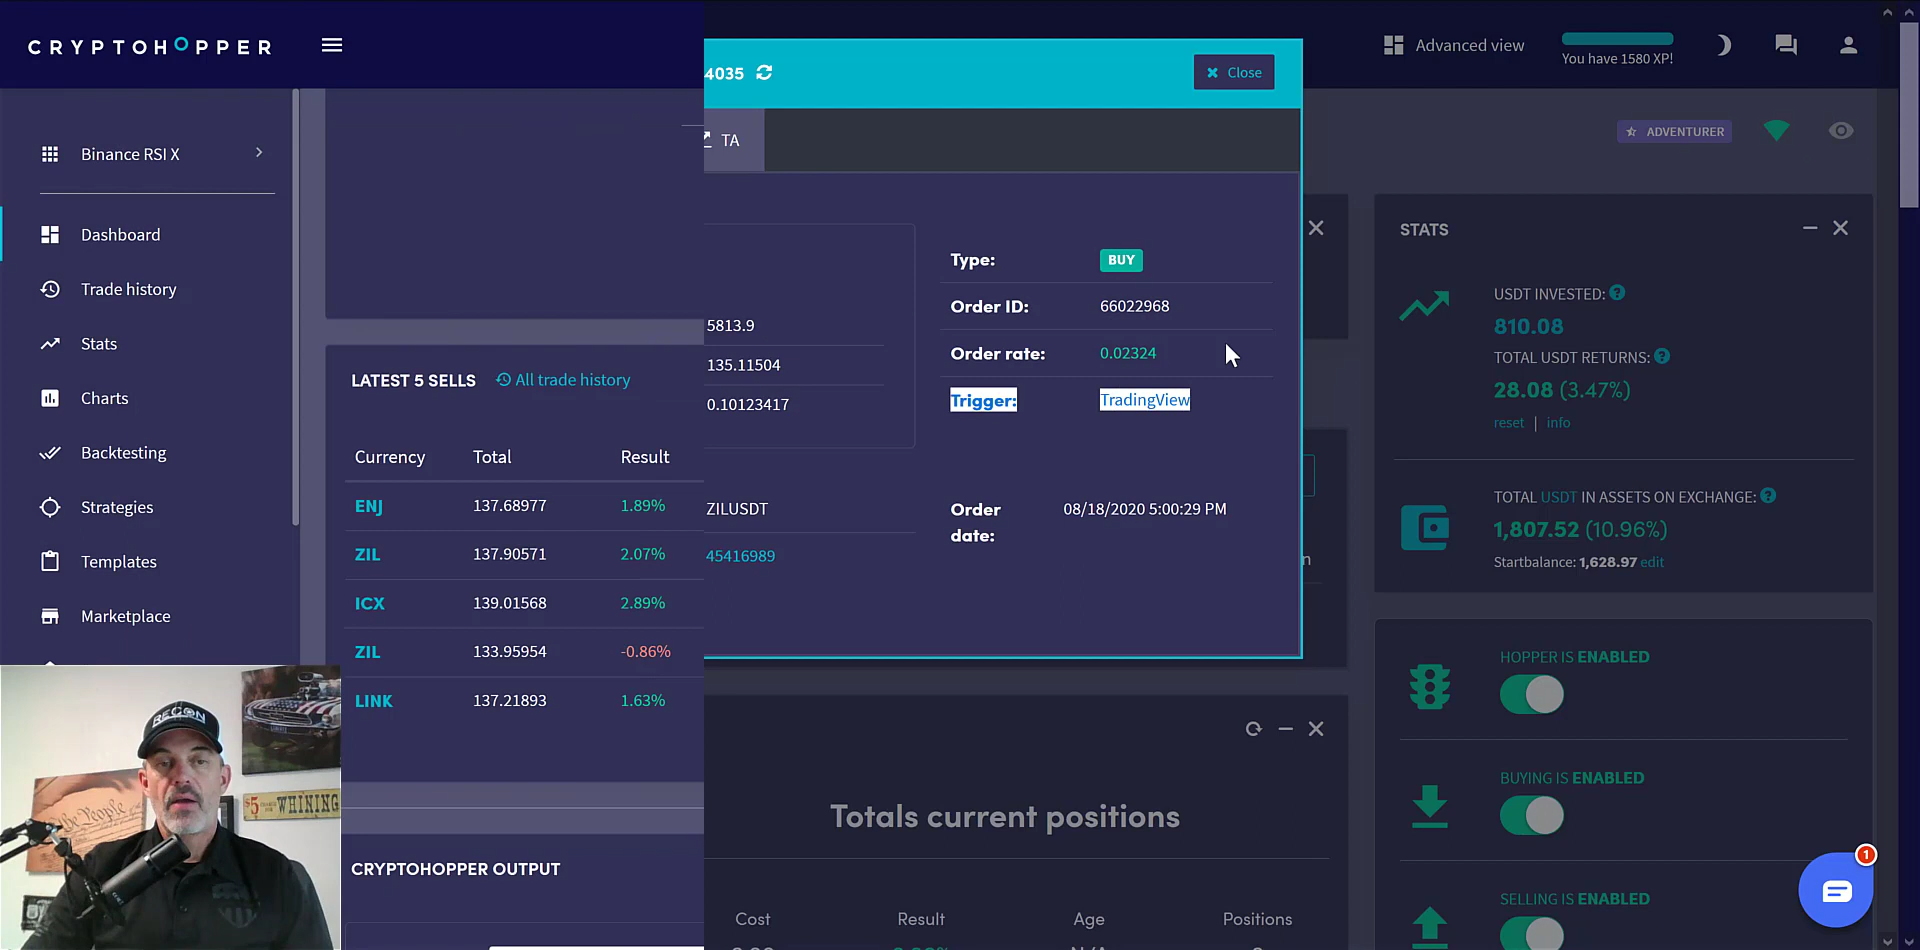 CRYPTOHOPPER
4035
Close
Advanced view
You have 1580 XP!
TA
ADVENTURER
Binance RSI X
Dashboard
Trade history
Stats
Charts
Backtesting
Strategies
Templates
Marketplace
LATEST 5 SELLS
All trade history
Currency Total Result
ENJ 137.68977 1.89%
ZIL 137.90571 2.07%
ICX 139.01568 2.89%
ZIL 133.95954 -0.86%
LINK 137.21893 1.63%
CRYPTOHOPPER OUTPUT
5813.9
135.11504
0.10123417
ZILUSDT
45416989
Type: BUY
Order ID: 66022968
Order rate: 0.02324
Trigger: TradingView
Order date: 08/18/2020 5:00:29 PM
n
Totals current positions
Cost Result Age Positions
STATS
USDT INVESTED:
810.08
TOTAL USDT RETURNS:
28.08 (3.47%)
reset | info
TOTAL USDT IN ASSETS ON EXCHANGE:
1,807.52 (10.96%)
Startbalance: 1,628.97 edit
HOPPER IS ENABLED
BUYING IS ENABLED
SELLING IS ENABLED
1
RECON
We the People
$5 WHINING